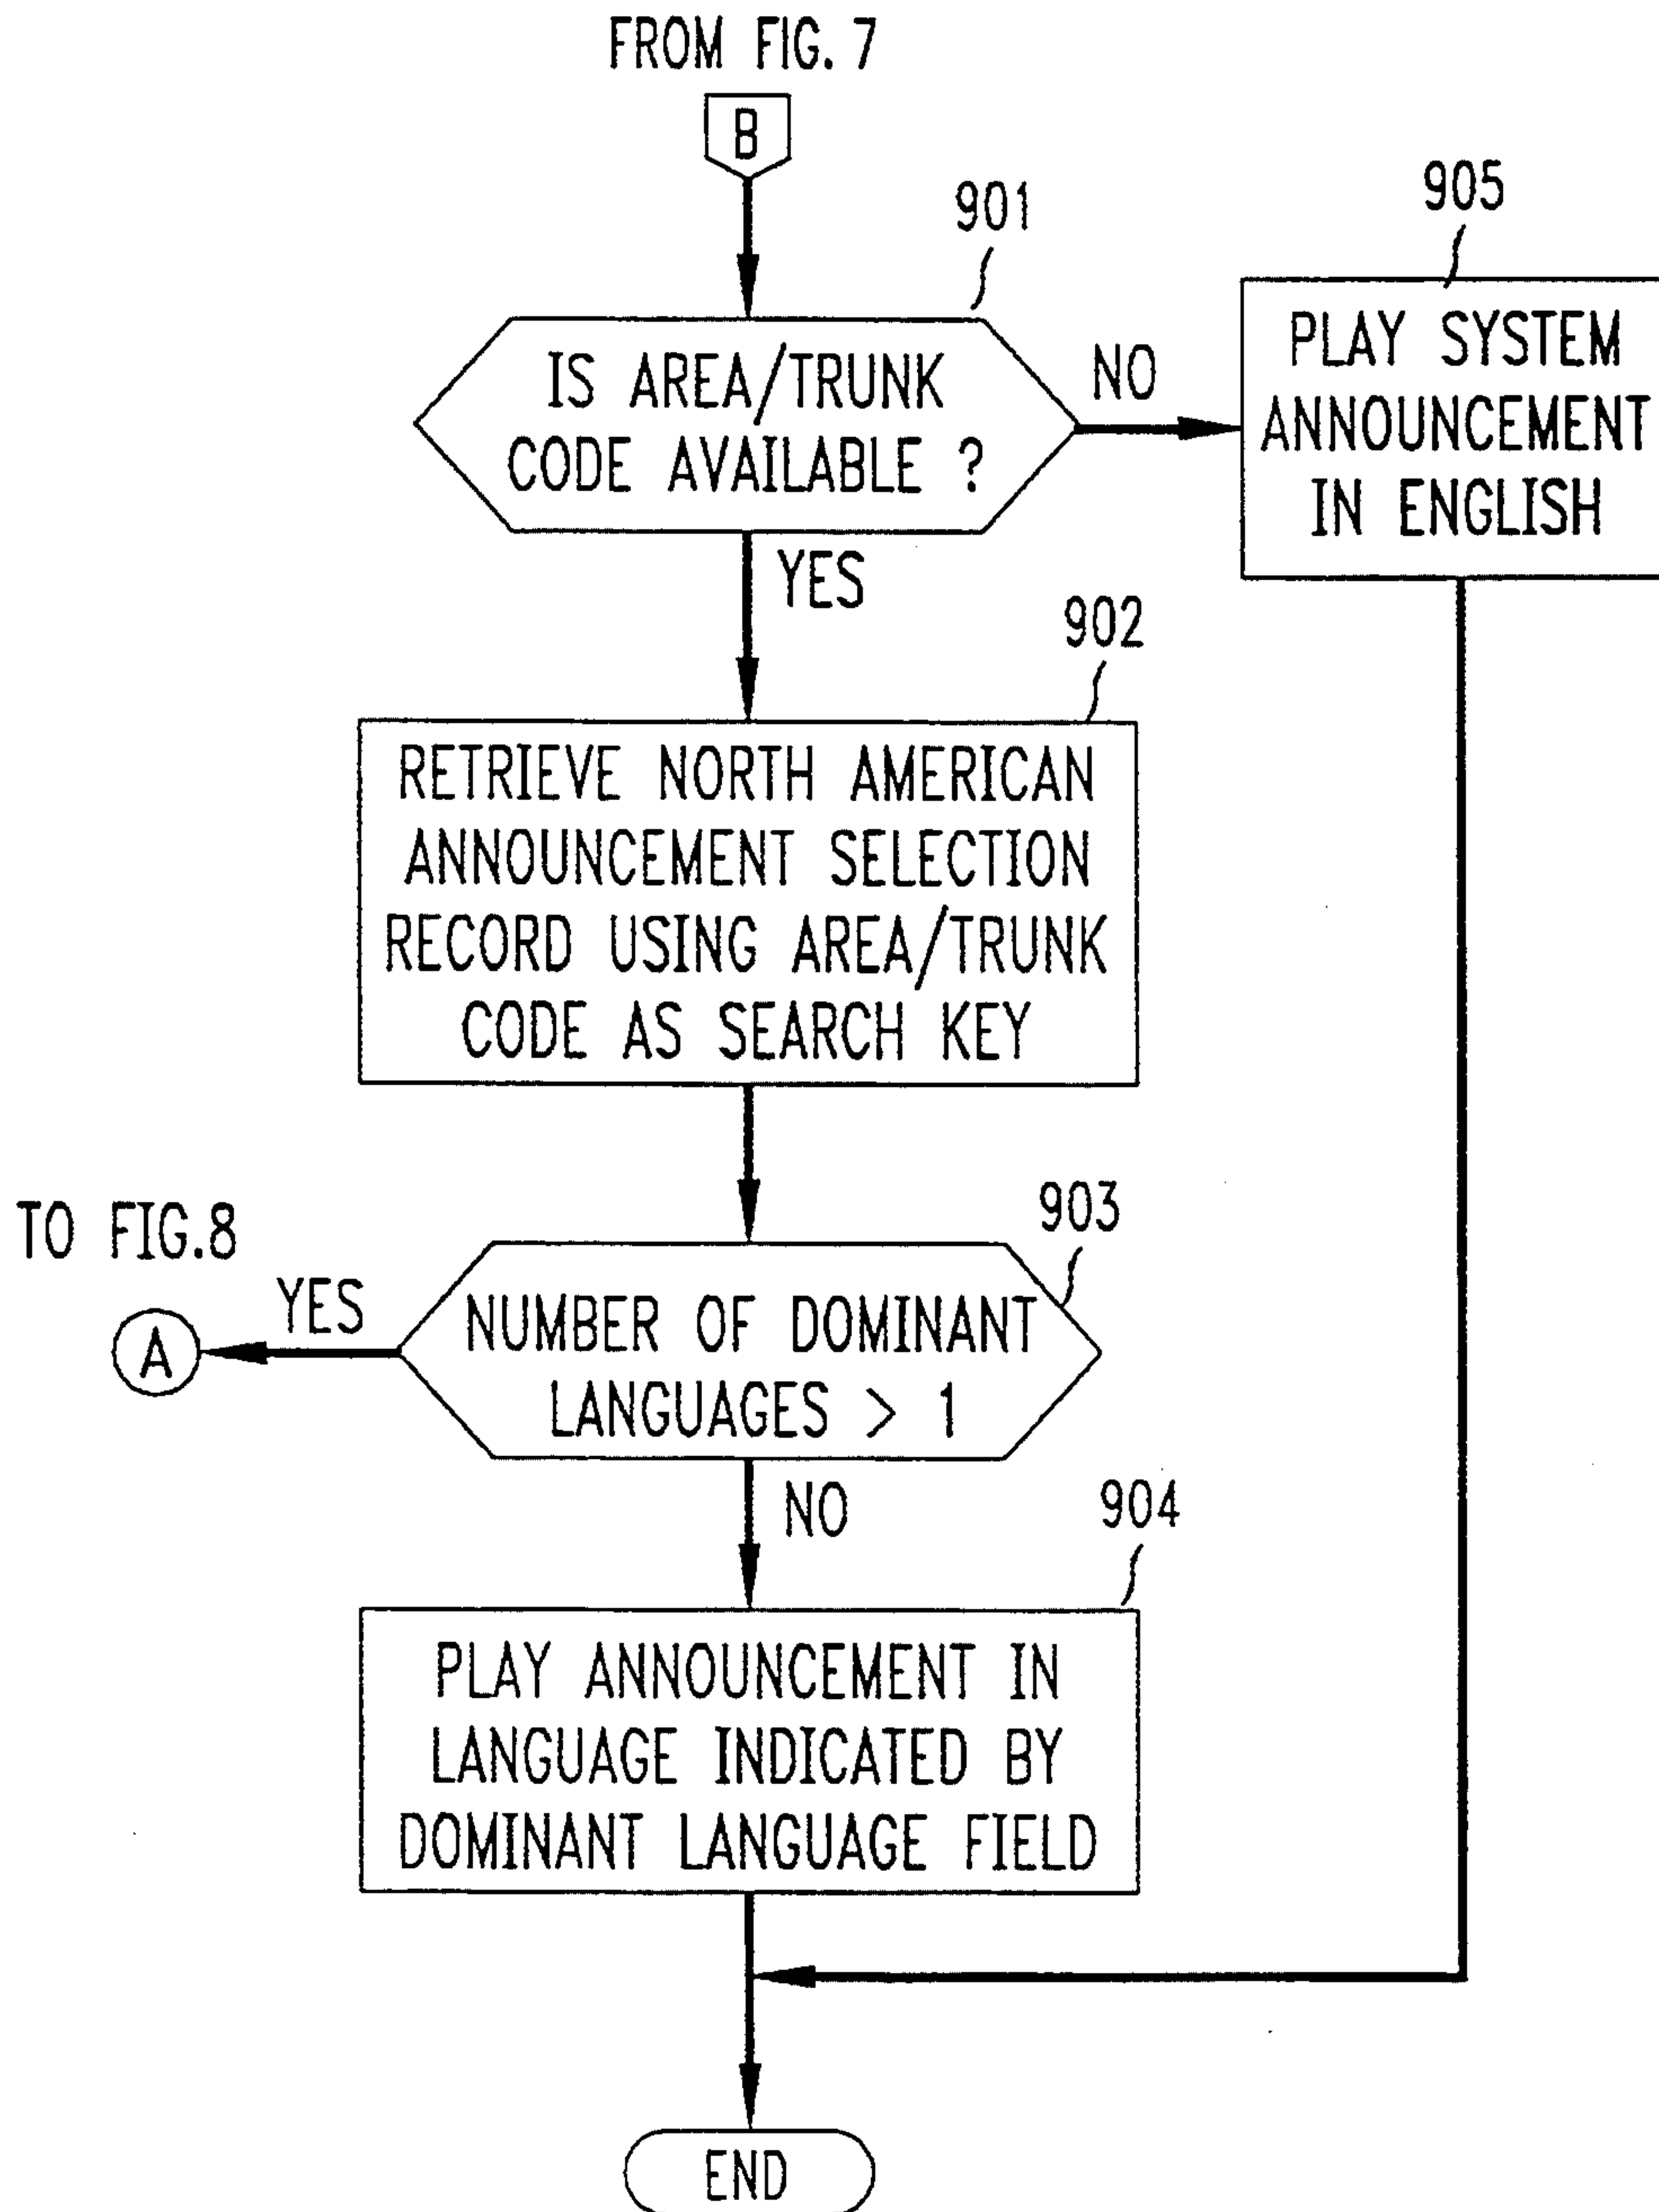 FROM FIG. 7
B
901
IS AREA/TRUNK
CODE AVAILABLE ?
NO
905
PLAY SYSTEM
ANNOUNCEMENT
IN ENGLISH
YES
902
RETRIEVE NORTH AMERICAN
ANNOUNCEMENT SELECTION
RECORD USING AREA/TRUNK
CODE AS SEARCH KEY
TO FIG.8
A
YES
903
NUMBER OF DOMINANT
LANGUAGES > 1
NO
904
PLAY ANNOUNCEMENT IN
LANGUAGE INDICATED BY
DOMINANT LANGUAGE FIELD
END